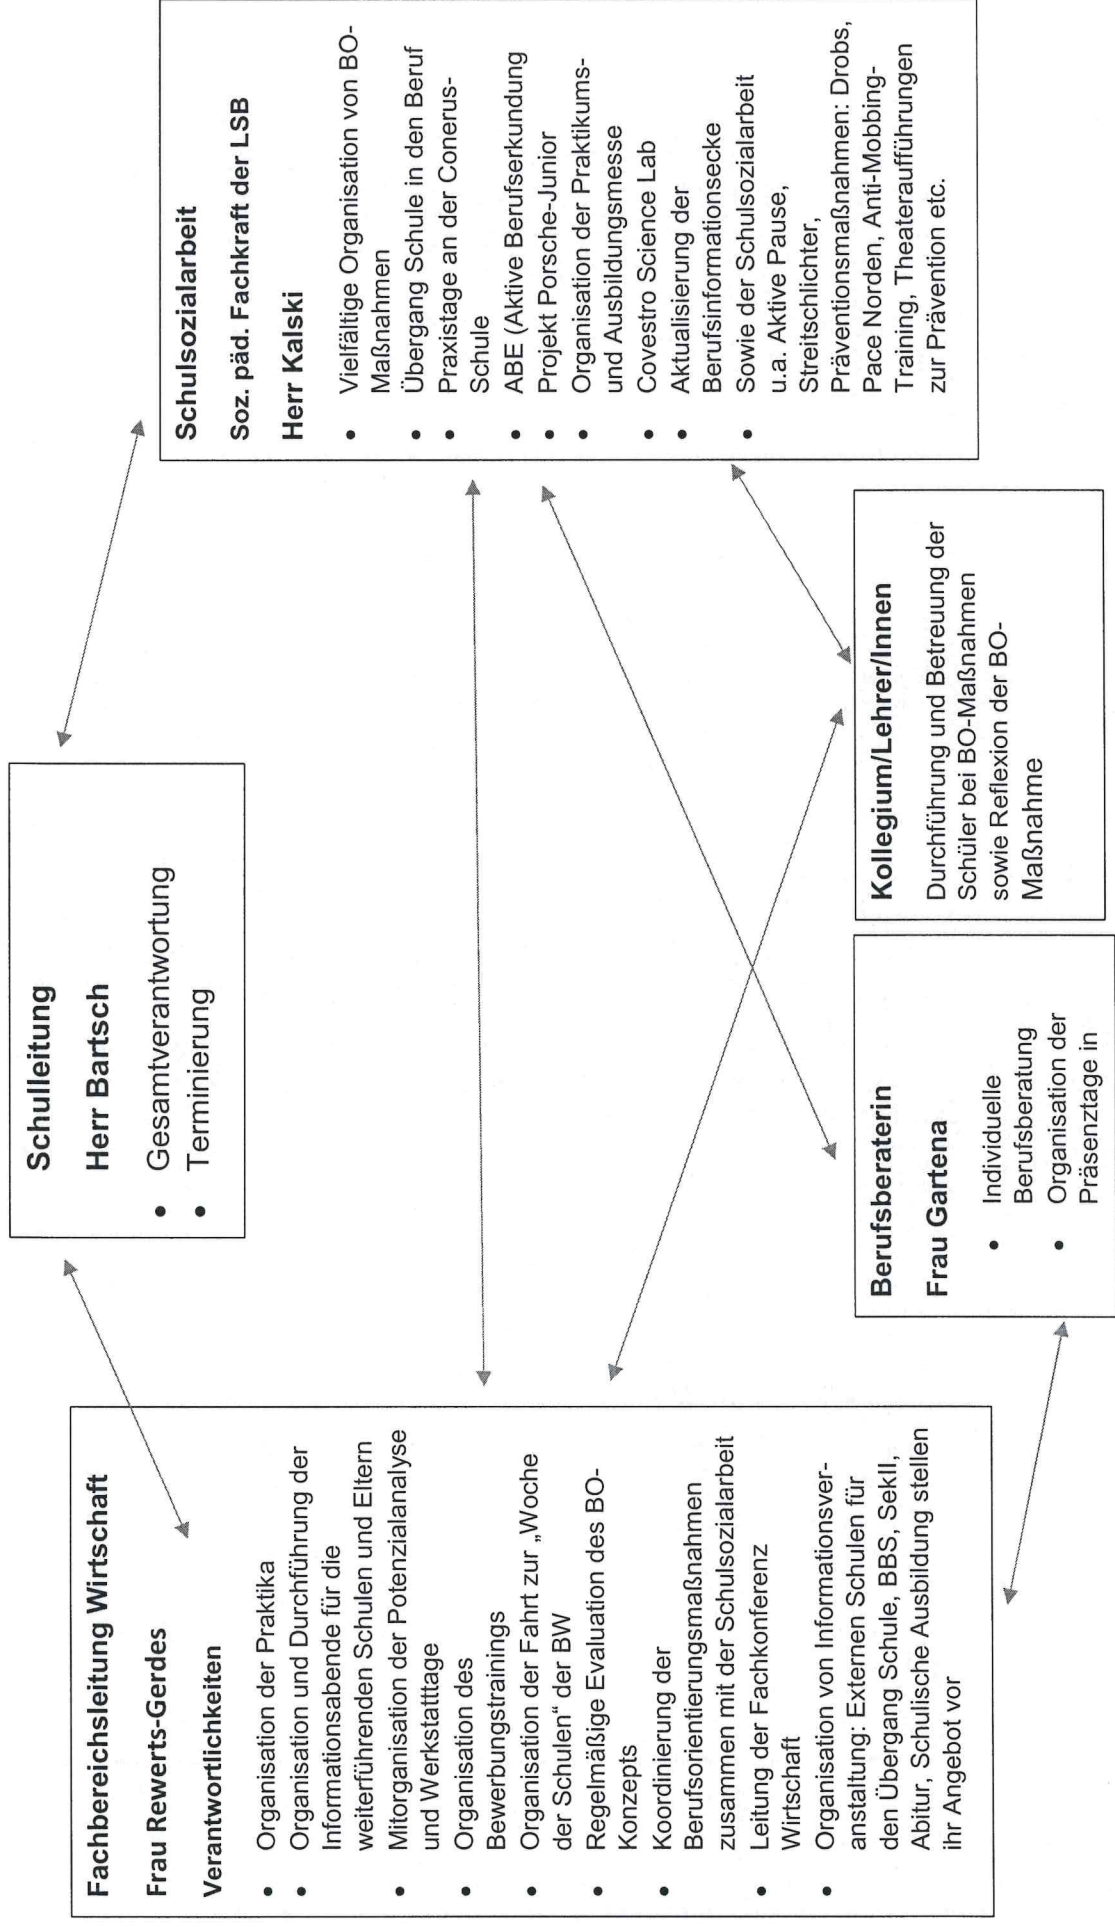 Schulleitung
Herr Bartsch
• Gesamtverantwortung
• Terminierung
Fachbereichsleitung Wirtschaft
Frau Rewerts-Gerdes
Verantwortlichkeiten
• Organisation der Praktika
• Organisation und Durchführung der
Informationsabende für die
weiterführenden Schulen und Eltern
• Mitorganisation der Potenzialanalyse
und Werkstatttage
• Organisation des
Bewerbungstrainings
• Organisation der Fahrt zur „Woche
der Schulen“ der BW
• Regelmäßige Evaluation des BO-
Konzepts
• Koordinierung der
Berufsorientierungsmaßnahmen
zusammen mit der Schulsozialarbeit
• Leitung der Fachkonferenz
Wirtschaft
• Organisation von Informationsver-
anstaltung: Externen Schulen für
den Übergang Schule, BBS, SekII,
Abitur, Schulische Ausbildung stellen
ihr Angebot vor
Schulsozialarbeit
Soz. päd. Fachkraft der LSB
Herr Kalski
• Vielfältige Organisation von BO-
Maßnahmen
• Übergang Schule in den Beruf
• Praxistage an der Conerus-
Schule
• ABE (Aktive Berufserkundung
• Projekt Porsche-Junior
• Organisation der Praktikums-
und Ausbildungsmesse
• Covestro Science Lab
• Aktualisierung der
Berufsinformationsecke
• Sowie der Schulsozialarbeit
u.a. Aktive Pause,
Streitschlichter,
Präventionsmaßnahmen: Drobs,
Pace Norden, Anti-Mobbing-
Training, Theateraufführungen
zur Prävention etc.
Berufsberaterin
Frau Gartena
• Individuelle
Berufsberatung
• Organisation der
Präsenztage in
Kollegium/Lehrer/Innen
Durchführung und Betreuung der
Schüler bei BO-Maßnahmen
sowie Reflexion der BO-
Maßnahme